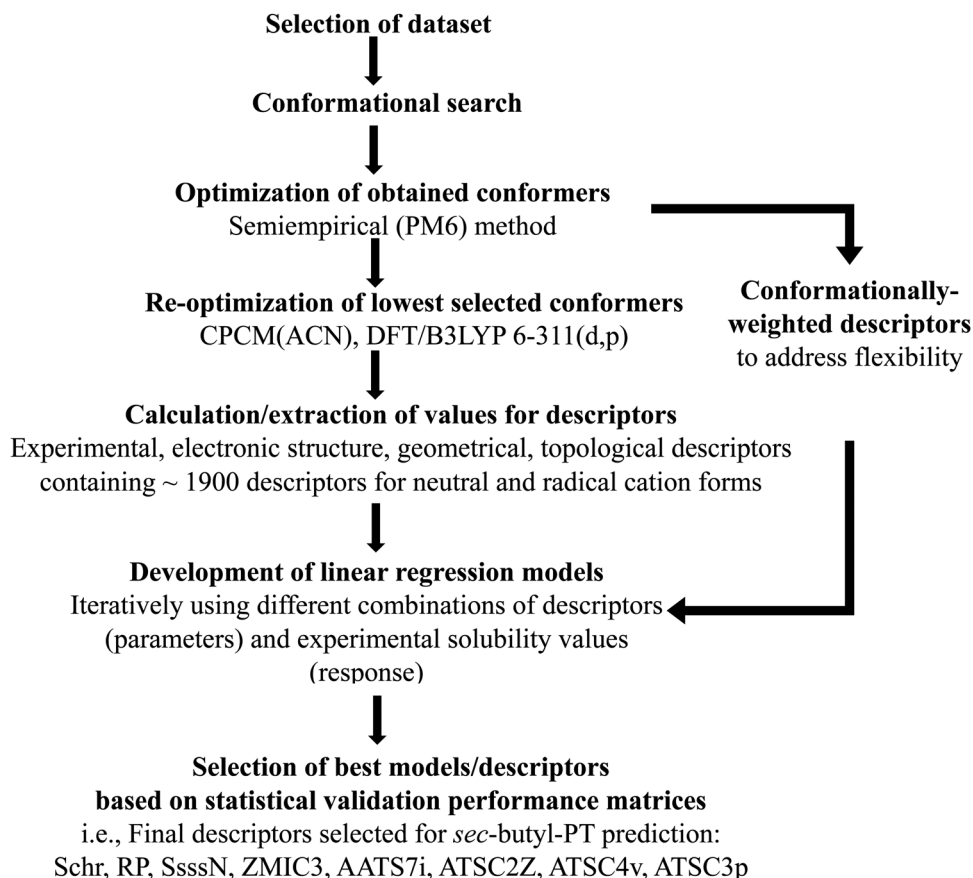 Selection of dataset
Conformational search
Optimization of obtained conformers
Semiempirical (PM6) method
Re-optimization of lowest selected conformers
CPCM(ACN), DFT/B3LYP 6-311(d,p)
Conformationally-
weighted descriptors
to address flexibility
Calculation/extraction of values for descriptors
Experimental, electronic structure, geometrical, topological descriptors
containing ~ 1900 descriptors for neutral and radical cation forms
Development of linear regression models
Iteratively using different combinations of descriptors
(parameters) and experimental solubility values
(response)
Selection of best models/descriptors
based on statistical validation performance matrices
i.e., Final descriptors selected for sec-butyl-PT prediction:
Schr, RP, SsssN, ZMIC3, AATS7i, ATSC2Z, ATSC4v, ATSC3p